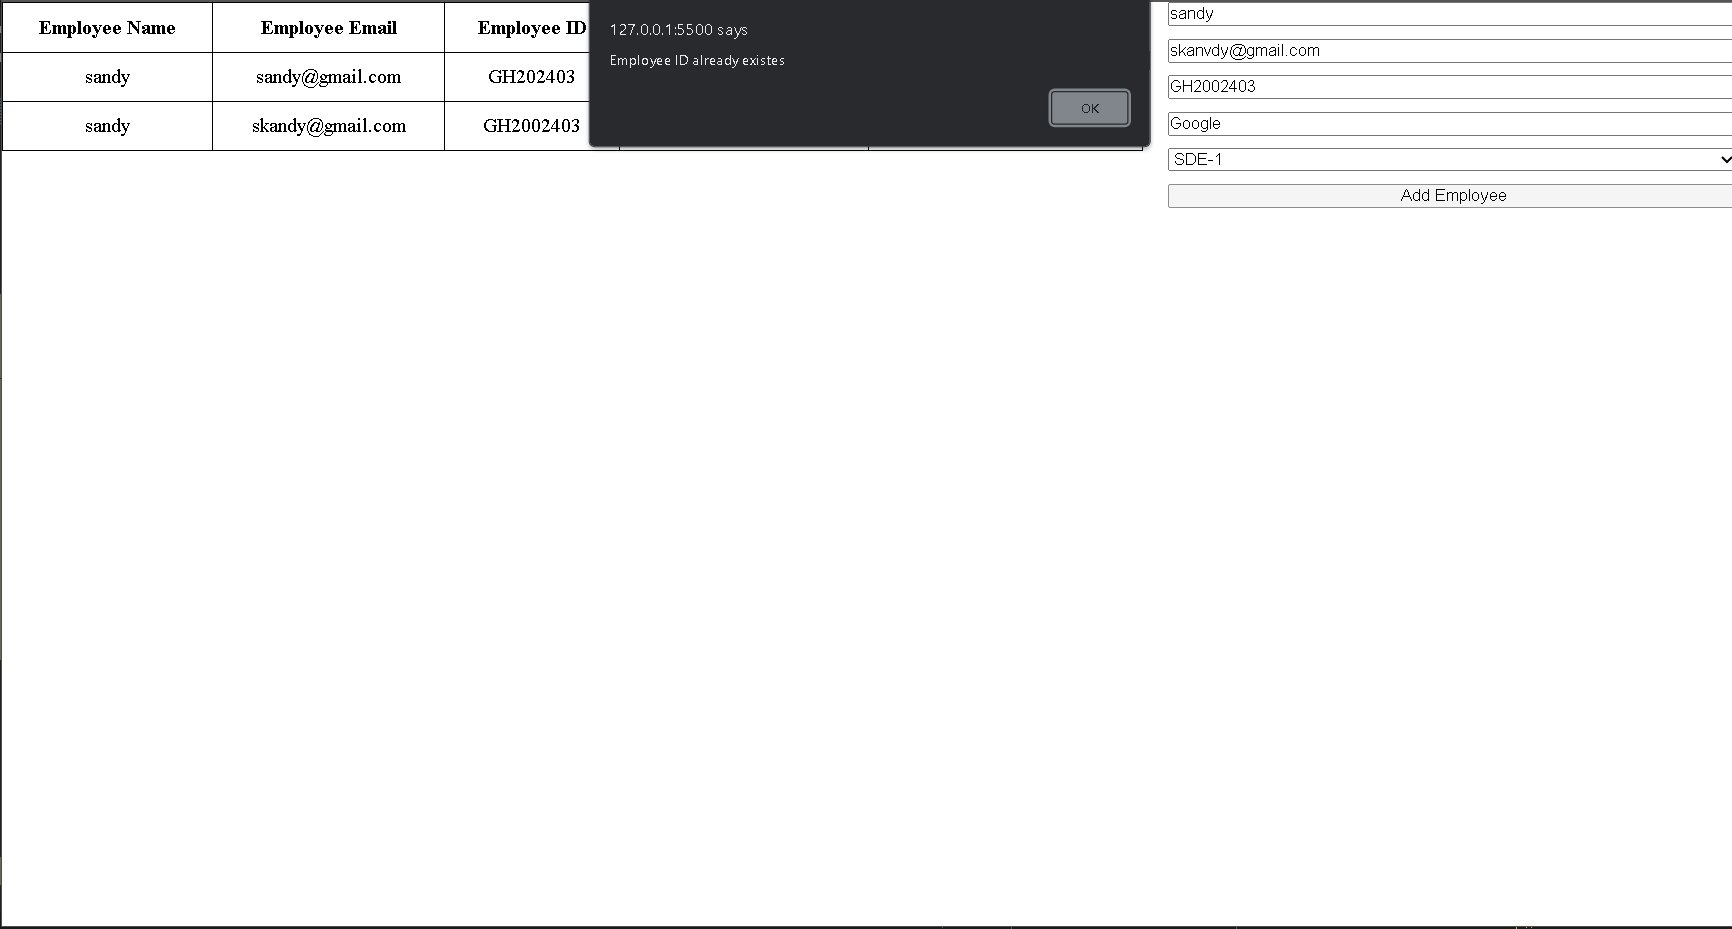 Employee Name Employee Email Employee ID
sandy sandy@gmail.com GH202403
sandy skandy@gmail.com GH2002403
127.0.0.1:5500 says
Employee ID already existes
OK
sandy
skanvdy@gmail.com
GH2002403
Google
SDE-1
Add Employee